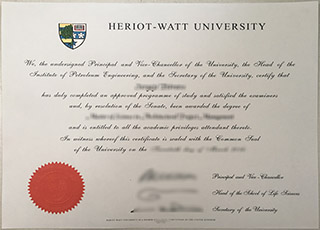 HERIOT-WATT UNIVERSITY
We, the undersigned Principal and Vice-Chancellor of the University, the Head of the
Institute of Petroleum Engineering, and the Secretary of the University, certify that
has duly completed an approved programme of study and satisfied the examiners
and, by resolution of the Senate, been awarded the degree of
and is entitled to all the academic privileges attendant thereto.
In witness whereof this certificate is sealed with the Common Seal
of the University on the
Principal and Vice-Chancellor
Head of the School of Life Sciences
Secretary of the University